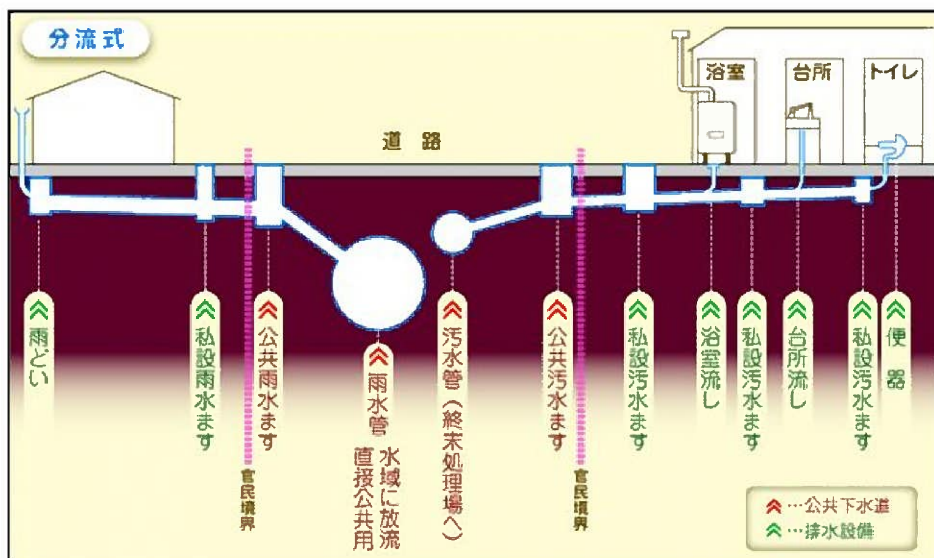 分流式
浴室
台所
トイレ
道路
雨どい
私設雨水ます
公共雨水ます
雨水管 水域に放流
直接公共用
汚水管(終末処理場へ)
公共汚水ます
私設汚水ます
浴室流し
私設汚水ます
台所流し
私設汚水ます
便器
官民境界
官民境界
…公共下水道
…排水設備